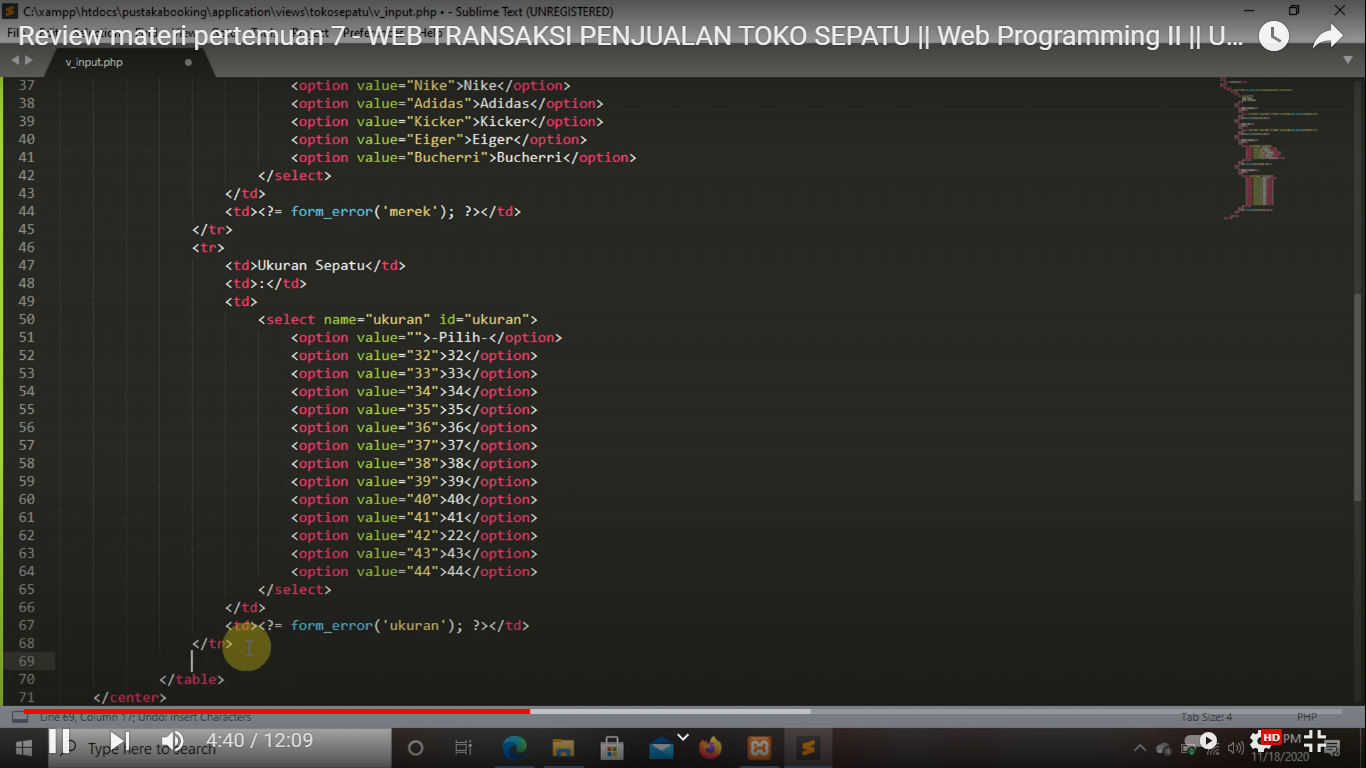 C:\xampp\htdocs\pustakabooking\application\views\tokosepatu\v_input.php • - Sublime Text (UNREGISTERED)
Review materi pertemuan 7 - WEB TRANSAKSI PENJUALAN TOKO SEPATU || Web Programming II || U...
v_input.php
37 <option value="Nike">Nike</option>
38 <option value="Adidas">Adidas</option>
39 <option value="Kicker">Kicker</option>
40 <option value="Eiger">Eiger</option>
41 <option value="Bucherri">Bucherri</option>
42 </select>
43 </td>
44 <td><?= form_error('merek'); ?></td>
45 </tr>
46 <tr>
47 <td>Ukuran Sepatu</td>
48 <td>:</td>
49 <td>
50 <select name="ukuran" id="ukuran">
51 <option value="">-Pilih-</option>
52 <option value="32">32</option>
53 <option value="33">33</option>
54 <option value="34">34</option>
55 <option value="35">35</option>
56 <option value="36">36</option>
57 <option value="37">37</option>
58 <option value="38">38</option>
59 <option value="39">39</option>
60 <option value="40">40</option>
61 <option value="41">41</option>
62 <option value="42">22</option>
63 <option value="43">43</option>
64 <option value="44">44</option>
65 </select>
66 </td>
67 <td><?= form_error('ukuran'); ?></td>
68 </tr>
69
70 </table>
71 </center>
Line 69, Column 17; Undo: Insert Characters Tab Size: 4 PHP
Type here to search
4:40 / 12:09
HD
PM
11/18/2020